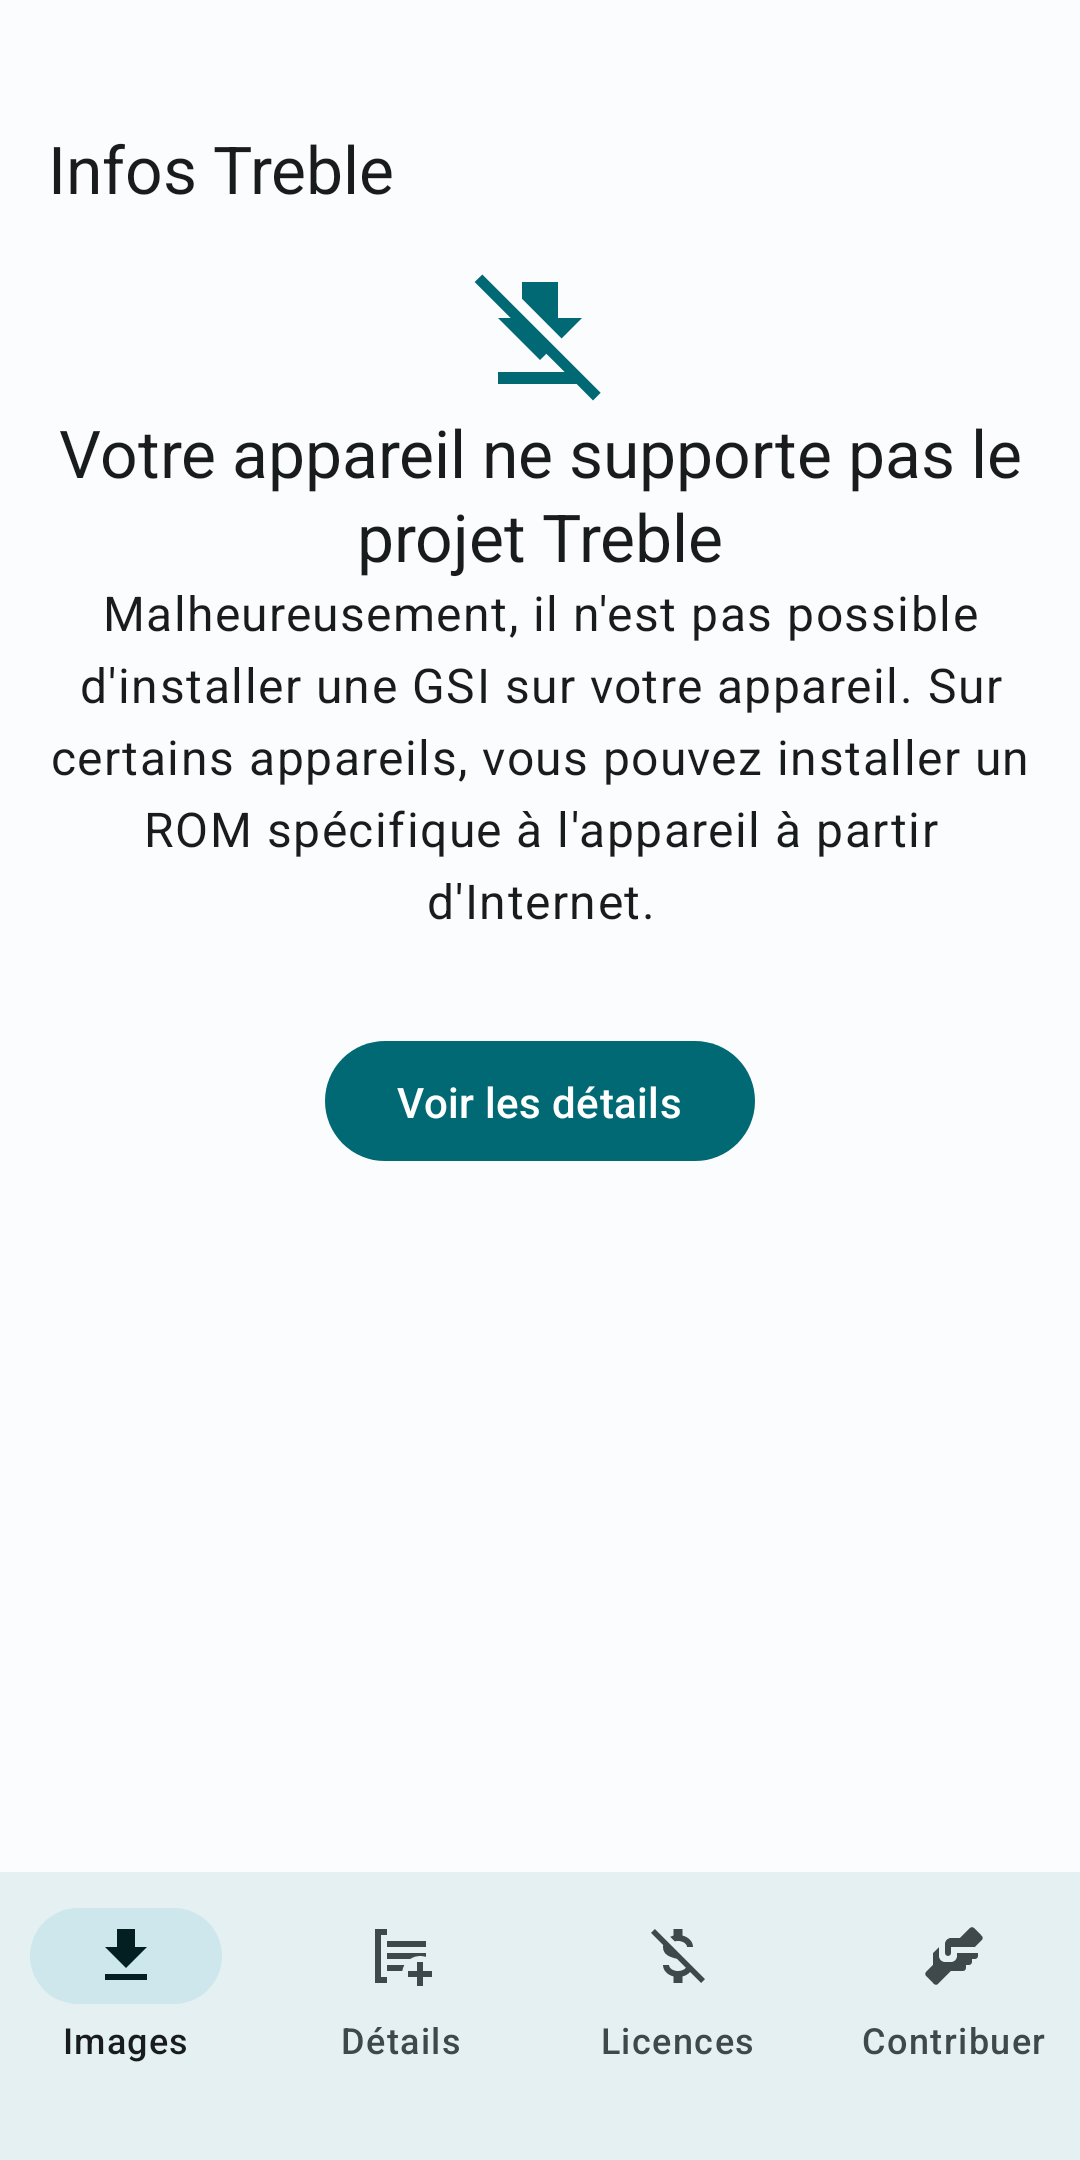 Infos Treble
Votre appareil ne supporte pas le
projet Treble
Malheureusement, il n'est pas possible
d'installer une GSI sur votre appareil. Sur
certains appareils, vous pouvez installer un
ROM spécifique à l'appareil à partir
d'Internet.
Voir les détails
Images
Détails
Licences
Contribuer